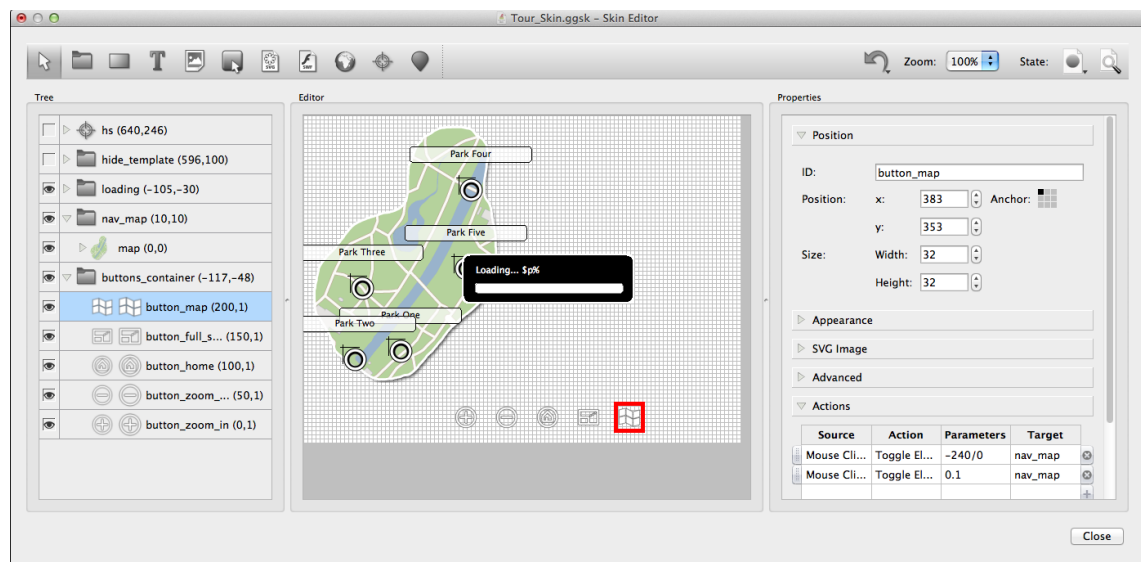 Tour_Skin.ggsk – Skin Editor
T
SVG
SWF
Zoom: 100% State:
Tree
hs (640,246)
hide_template (596,100)
loading (-105,-30)
nav_map (10,10)
map (0,0)
buttons_container (-117,-48)
button_map (200,1)
button_full_s... (150,1)
button_home (100,1)
button_zoom_... (50,1)
button_zoom_in (0,1)
Editor
Park Four
Park Five
Park Three
Loading... $p%
Park One
Park Two
Properties
Position
ID: button_map
Position: x: 383 Anchor:
y: 353
Size: Width: 32
Height: 32
Appearance
SVG Image
Advanced
Actions
Source Action Parameters Target
Mouse Cli... Toggle El... -240/0 nav_map
Mouse Cli... Toggle El... 0.1 nav_map
Close